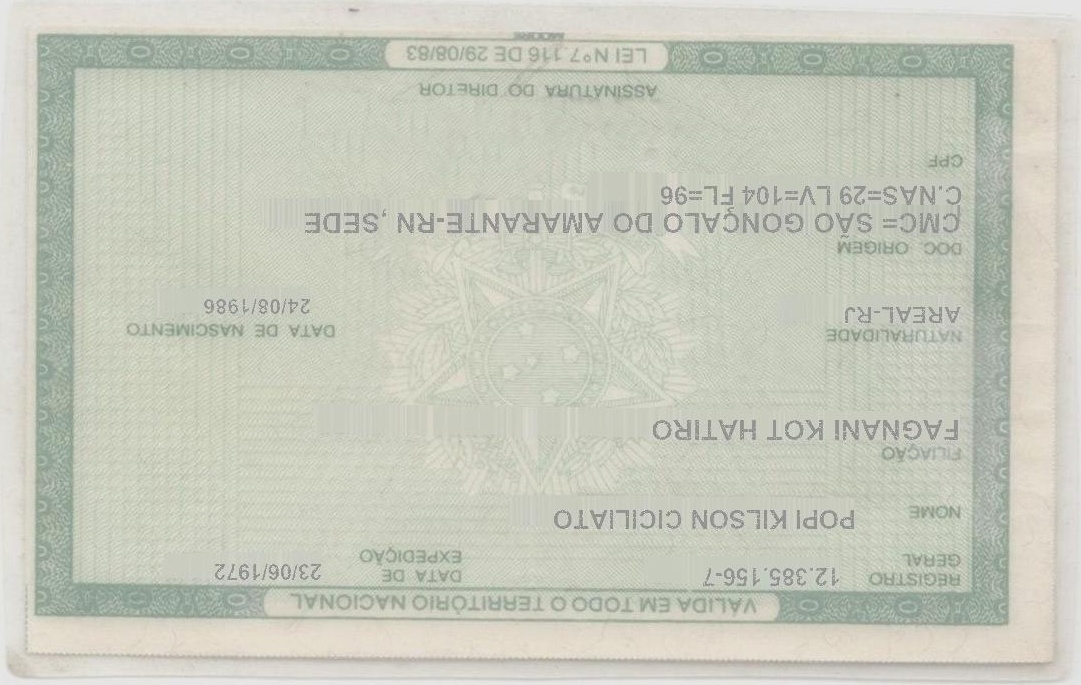 VÁLIDA EM TODO O TERRITÓRIO NACIONAL
REGISTRO GERAL 12.385.156-7 DATA DE EXPEDIÇÃO 23/06/1972
NOME POPI KILSON CICILIATO
FILIAÇÃO
FAGNANI KOT HATIRO
NATURALIDADE DATA DE NASCIMENTO
AREAL-RJ 24/08/1986
DOC ORIGEM
CMC= SÃO GONÇALO DO AMARANTE-RN ,SEDE
C.NAS=29 LV=104 FL=96
CPF
ASSINATURA DO DIRETOR
LEI Nº 7.116 DE 29/08/83